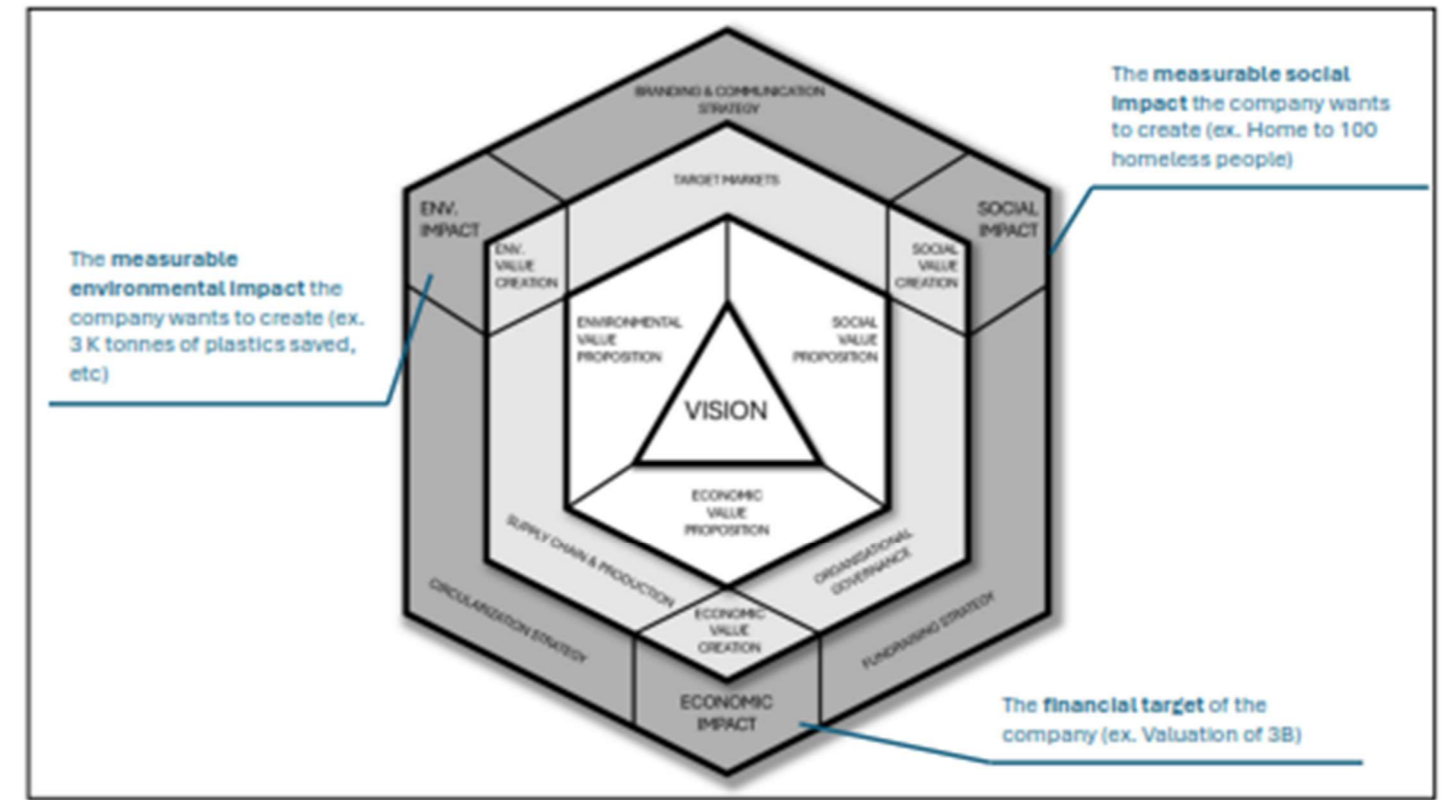 The measurable social
impact the company wants
to create (ex. Home to 100
homeless people)
BRANDING & COMMUNICATION
STRATEGY
TARGET MARKETS
ENV.
IMPACT
SOCIAL
IMPACT
ENV.
VALUE
CREATION
SOCIAL
VALUE
CREATION
The measurable
environmental impact the
company wants to create (ex.
3 K tonnes of plastics saved,
etc)
ENVIRONMENTAL
VALUE
PROPOSITION
SOCIAL
VALUE
PROPOSITION
VISION
ECONOMIC
VALUE
PROPOSITION
SUPPLY CHAIN & PRODUCTION
ORGANISATIONAL
GOVERNANCE
CIRCULARIZATION STRATEGY
FUNDRAISING STRATEGY
ECONOMIC
VALUE
CREATION
ECONOMIC
IMPACT
The financial target of the
company (ex. Valuation of 3B)